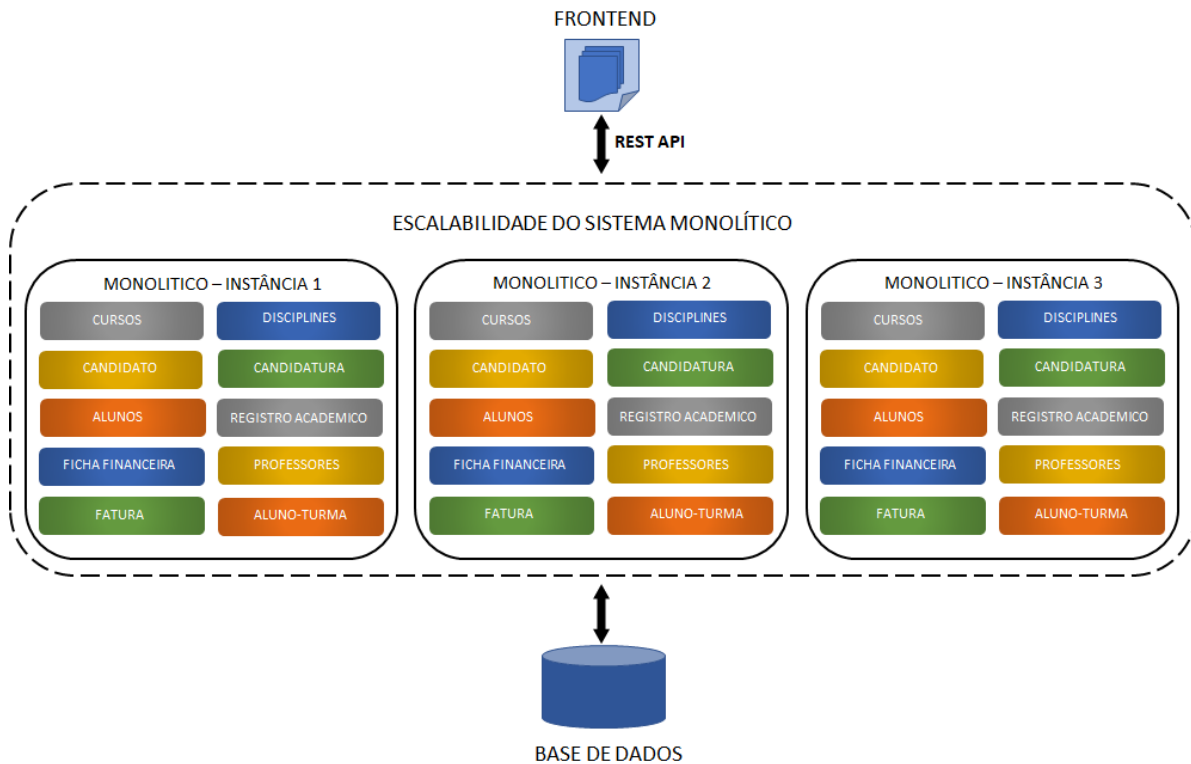 FRONTEND
REST API
ESCALABILIDADE DO SISTEMA MONOLÍTICO
MONOLITICO – INSTÂNCIA 1
CURSOS
DISCIPLINES
CANDIDATO
CANDIDATURA
ALUNOS
REGISTRO ACADEMICO
FICHA FINANCEIRA
PROFESSORES
FATURA
ALUNO-TURMA
MONOLITICO – INSTÂNCIA 2
CURSOS
DISCIPLINES
CANDIDATO
CANDIDATURA
ALUNOS
REGISTRO ACADEMICO
FICHA FINANCEIRA
PROFESSORES
FATURA
ALUNO-TURMA
MONOLITICO – INSTÂNCIA 3
CURSOS
DISCIPLINES
CANDIDATO
CANDIDATURA
ALUNOS
REGISTRO ACADEMICO
FICHA FINANCEIRA
PROFESSORES
FATURA
ALUNO-TURMA
BASE DE DADOS